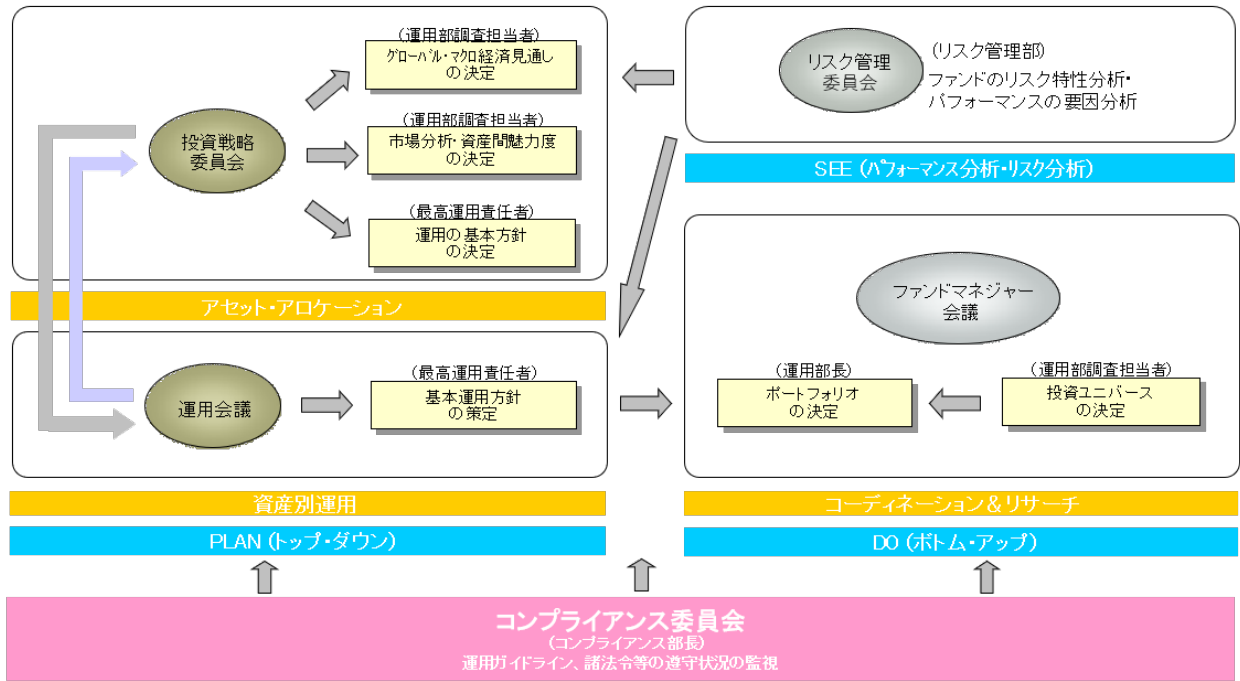 (運用部調査担当者)
グローバル・マクロ経済見通し
の決定
(運用部調査担当者)
市場分析・資産間魅力度
の決定
投資戦略
委員会
(最高運用責任者)
運用の基本方針
の決定
アセット・アロケーション
運用会議
(最高運用責任者)
基本運用方針
の策定
資産別運用
PLAN (トップ・ダウン)
リスク管理
委員会
(リスク管理部)
ファンドのリスク特性分析・
パフォーマンスの要因分析
SEE (パフォーマンス分析・リスク分析)
ファンドマネジャー
会議
(運用部長)
ポートフォリオ
の決定
(運用部調査担当者)
投資ユニバース
の決定
コーディネーション＆リサーチ
DO (ボトム・アップ)
コンプライアンス委員会
(コンプライアンス部長)
運用ガイドライン、諸法令等の遵守状況の監視